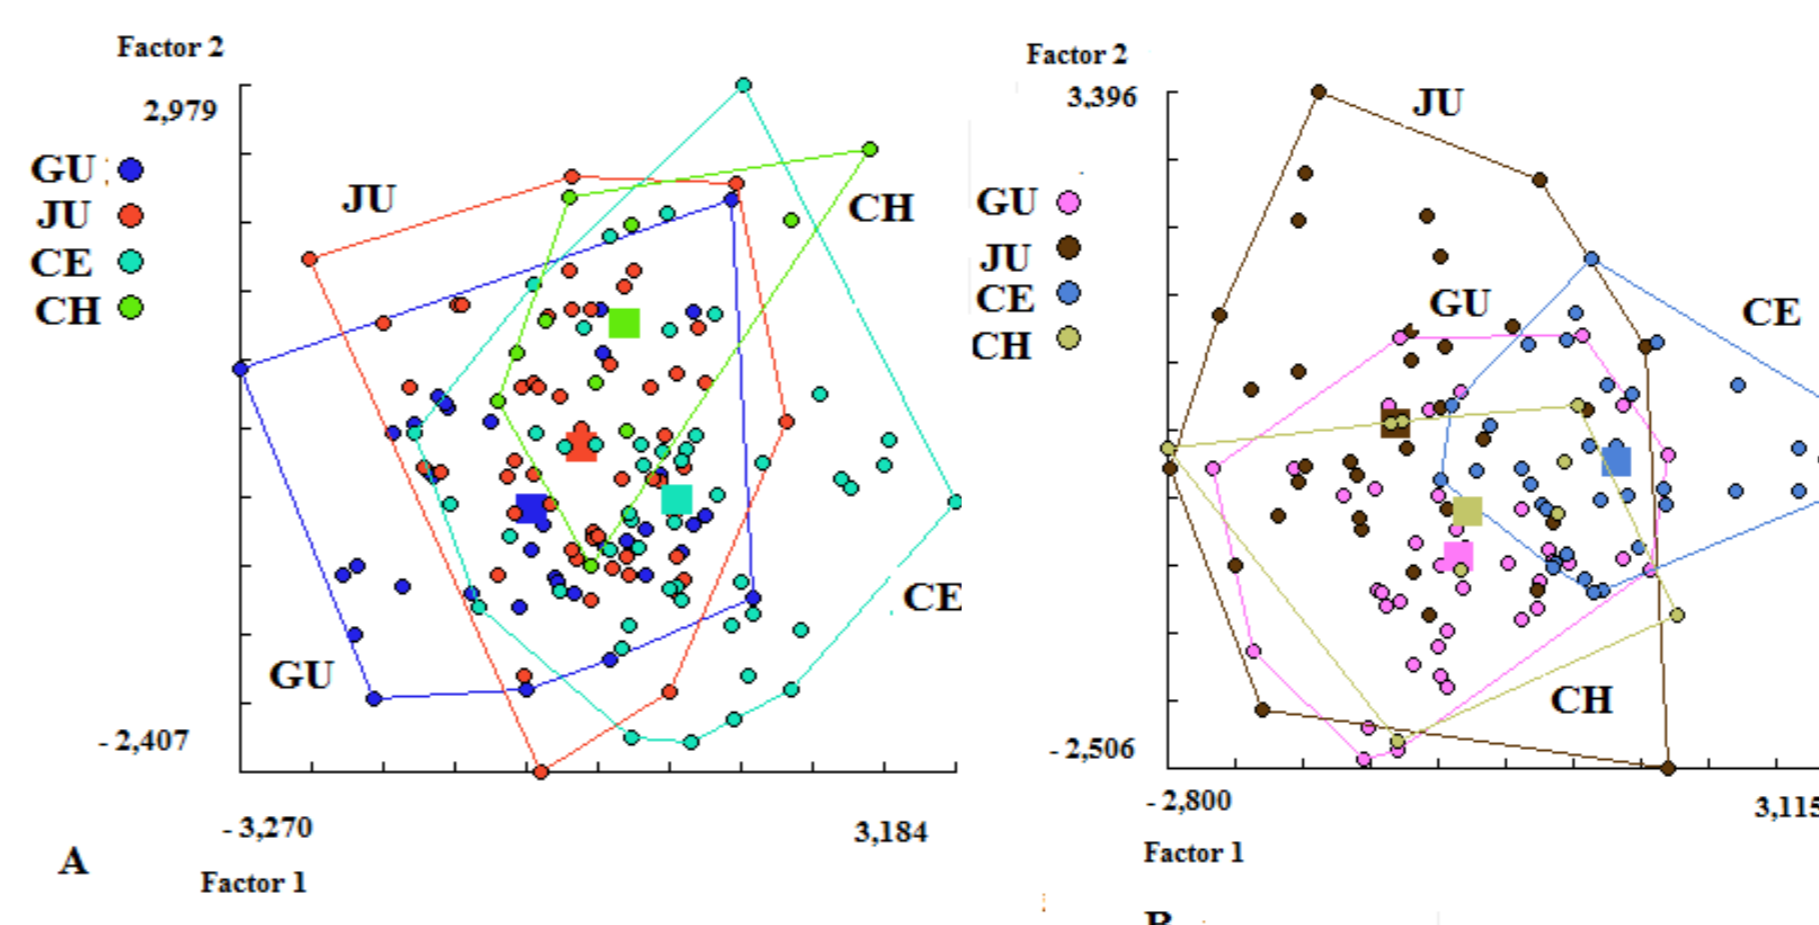 Factor 2
2,979
GU
JU
CE
CH
JU
CH
CE
GU
-2,407
-3,270
3,184
A
Factor 1
Factor 2
3,396
GU
JU
CE
CH
JU
GU
CE
CH
-2,506
-2,800
3,115
Factor 1
B